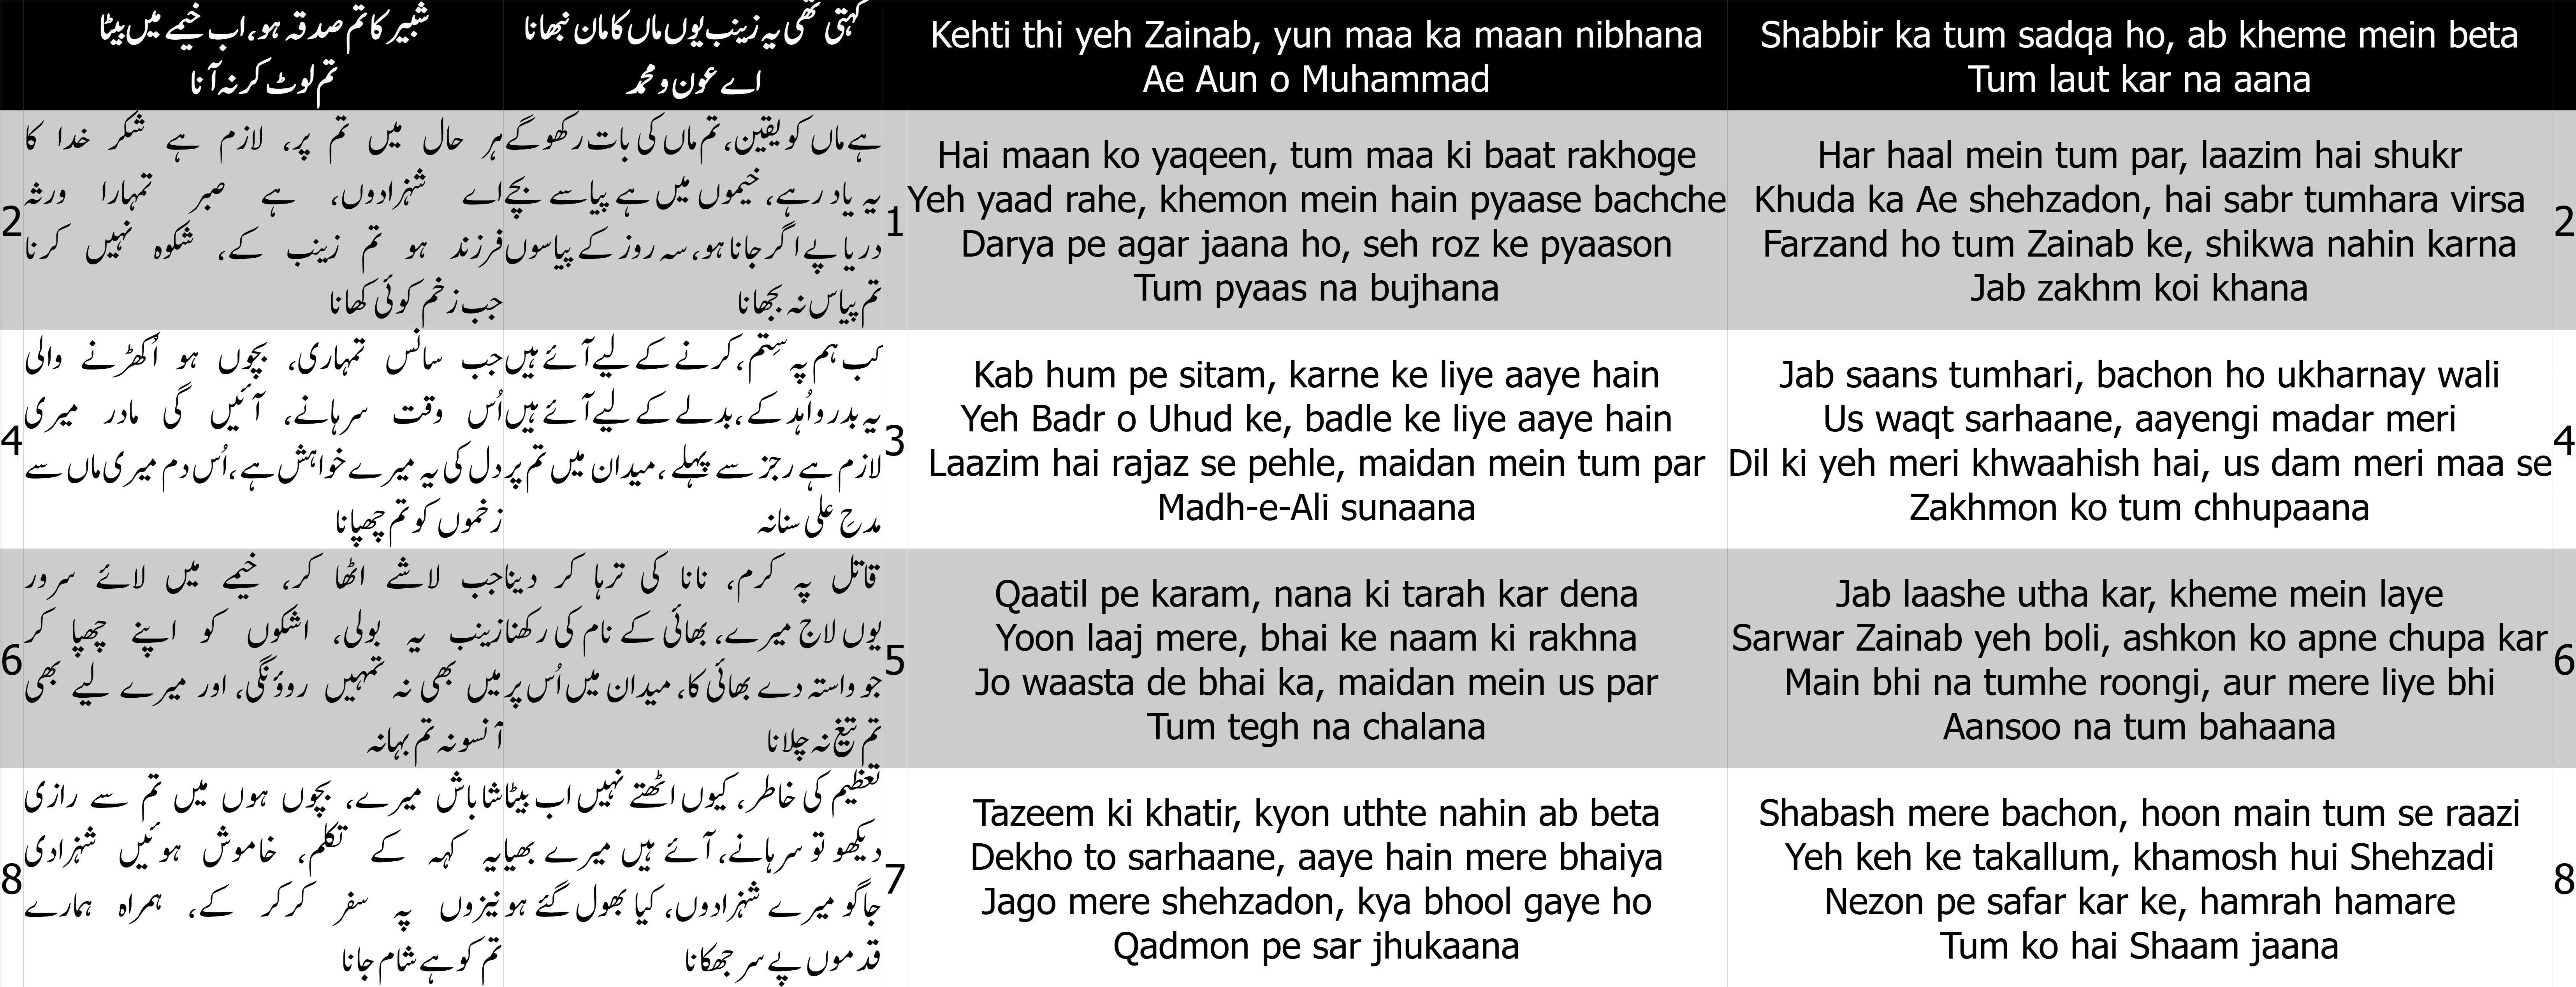 کہتی تھی یہ زینب یوں ماں کا مان نبھانا
اے عون و محمد
شبیر کا تم صدقہ ہو، اب خیمے میں بیٹا
تم لوٹ کر نہ آنا
Kehti thi yeh Zainab, yun maa ka maan nibhana
Ae Aun o Muhammad
Shabbir ka tum sadqa ho, ab kheme mein beta
Tum laut kar na aana
1
ہے ماں کو یقین، تم ماں کی بات رکھو گے
یہ یاد رہے، خیموں میں ہے پیاسے بچے
دریا پے اگر جانا ہو، سہ روز کے پیاسوں
تم پیاس نہ بجھانا
2
ہر حال میں تم پر، لازم ہے شکر خدا کا
اے شہزادوں، ہے صبر تمہارا ورثہ
فرزند ہو تم زینب کے، شکوہ نہیں کرنا
جب زخم کوئی کھانا
Hai maan ko yaqeen, tum maa ki baat rakhoge
Yeh yaad rahe, khemon mein hain pyaase bachche
Darya pe agar jaana ho, seh roz ke pyaason
Tum pyaas na bujhana
Har haal mein tum par, laazim hai shukr
Khuda ka Ae shehzadon, hai sabr tumhara virsa
Farzand ho tum Zainab ke, shikwa nahin karna
Jab zakhm koi khana
2
3
کب ہم پہ سِتم، کرنے کے لیے آئے ہیں
یہ بدر و اُہد کے، بدلے کے لیے آئے ہیں
لازم ہے رجز سے پہلے، میدان میں تم پر
مدحِ علی سنانہ
4
جب سانس تمہاری، بچوں ہو اُکھڑنے والی
اُس وقت سرہانے، آئیں گی مادر میری
دل کی یہ میرے خواہش ہے، اُس دم میری ماں سے
زخموں کو تم چھپانا
Kab hum pe sitam, karne ke liye aaye hain
Yeh Badr o Uhud ke, badle ke liye aaye hain
Laazim hai rajaz se pehle, maidan mein tum par
Madh-e-Ali sunaana
Jab saans tumhari, bachon ho ukharnay wali
Us waqt sarhaane, aayengi madar meri
Dil ki yeh meri khwaahish hai, us dam meri maa se
Zakhmon ko tum chhupaana
4
5
قاتل پہ کرم، نانا کی ترہا کر دینا
یوں لاج میرے، بھائی کے نام کی رکھنا
جو واستہ دے بھائی کا، میدان میں اُس پر
تم تیغ نہ چلانا
6
جب لاشے اٹھا کر، خیمے میں لائے سرور
زینب یہ بولی، اشکوں کو اپنے چھپا کر
میں بھی نہ تمہیں روؤنگی، اور میرے لیے بھی
آنسو نہ تم بہانہ
Qaatil pe karam, nana ki tarah kar dena
Yoon laaj mere, bhai ke naam ki rakhna
Jo waasta de bhai ka, maidan mein us par
Tum tegh na chalana
Jab laashe utha kar, kheme mein laye
Sarwar Zainab yeh boli, ashkon ko apne chupa kar
Main bhi na tumhe roongi, aur mere liye bhi
Aansoo na tum bahaana
6
7
تعظیم کی خاطر، کیوں اٹھتے نہیں اب بیٹا
دیکھو تو سرہانے، آئے ہیں میرے بھیا
جاگو میرے شہزادوں، کیا بھول گئے ہو
قدموں پے سر جھکانا
8
شاباش میرے، بچوں ہوں میں تم سے رازی
یہ کہہ کے تکلم، خاموش ہوئیں شہزادی
نیزوں پہ سفر کرکر کے، ہمراہ ہمارے
تم کو ہے شام جانا
Tazeem ki khatir, kyon uthte nahin ab beta
Dekho to sarhaane, aaye hain mere bhaiya
Jago mere shehzadon, kya bhool gaye ho
Qadmon pe sar jhukaana
Shabash mere bachon, hoon main tum se raazi
Yeh keh ke takallum, khamosh hui Shehzadi
Nezon pe safar kar ke, hamrah hamare
Tum ko hai Shaam jaana
8